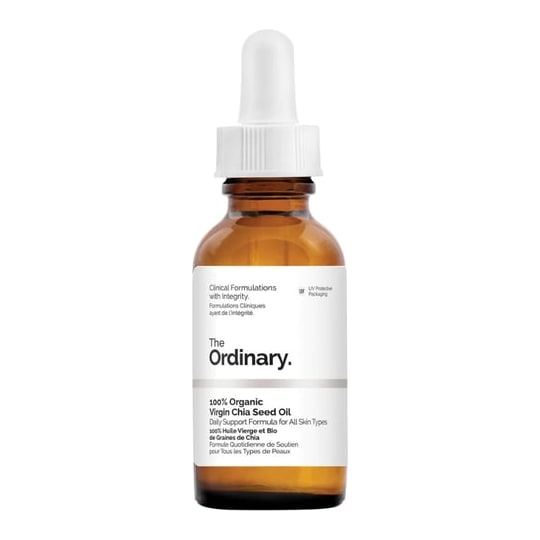 Clinical Formulations
with Integrity.
Formulations Cliniques
ayant de l'Intégrité.
UV Protective
Packaging
The
Ordinary.
100% Organic
Virgin Chia Seed Oil
Daily Support Formula for All Skin Types
100% Huile Vierge et Bio
de Graines de Chia
Formule Quotidienne de Soutien
pour Tous les Types de Peaux